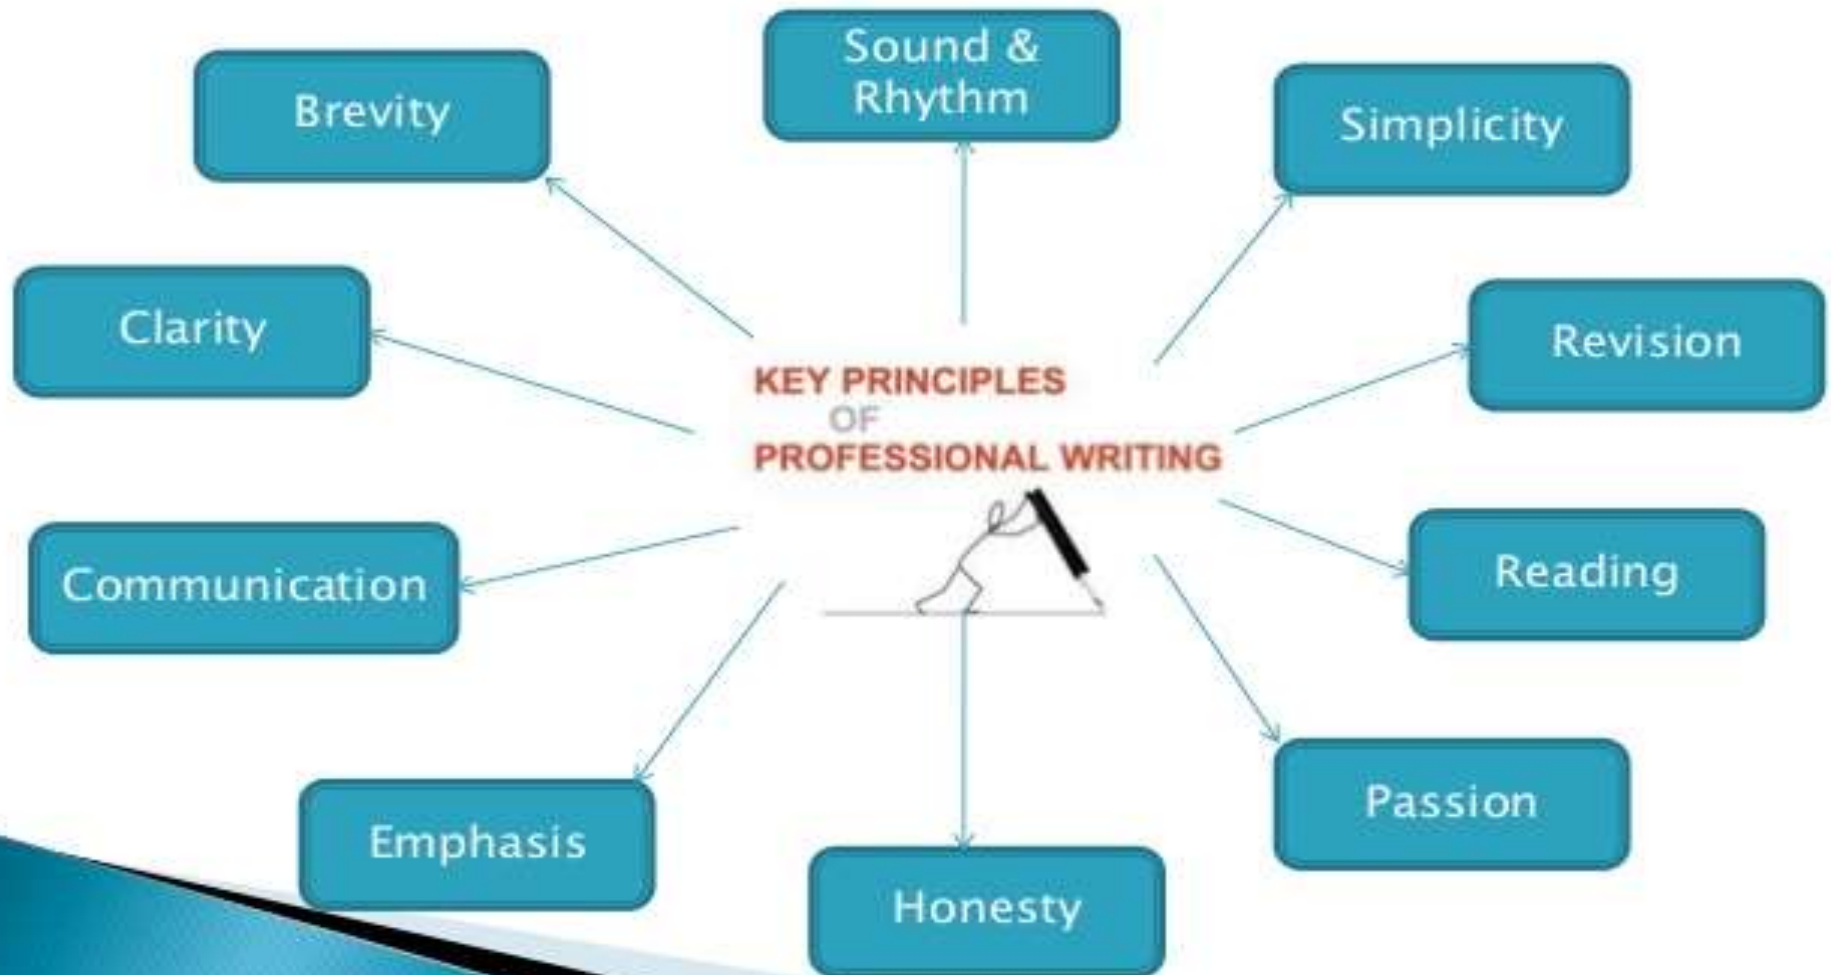 Sound &
Rhythm
Brevity
Simplicity
Clarity
Revision
KEY PRINCIPLES
OF
PROFESSIONAL WRITING
Communication
Reading
Emphasis
Passion
Honesty